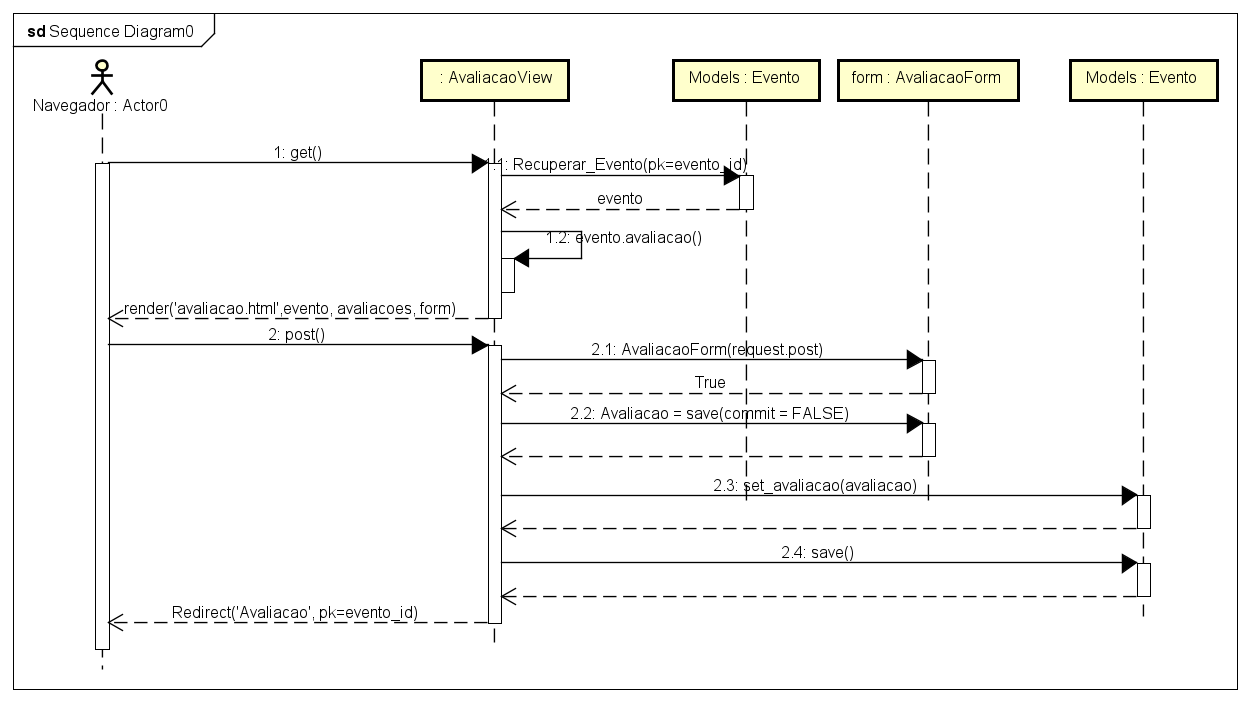 sd Sequence Diagram0
Navegador : Actor0
: AvaliacaoView
Models : Evento
form : AvaliacaoForm
Models : Evento
1: get()
1.1: Recuperar_Evento(pk=evento_id)
evento
1.2: evento.avaliacao()
render('avaliacao.html',evento, avaliacoes, form)
2: post()
2.1: AvaliacaoForm(request.post)
True
2.2: Avaliacao = save(commit = FALSE)
2.3: set_avaliacao(avaliacao)
2.4: save()
Redirect('Avaliacao', pk=evento_id)